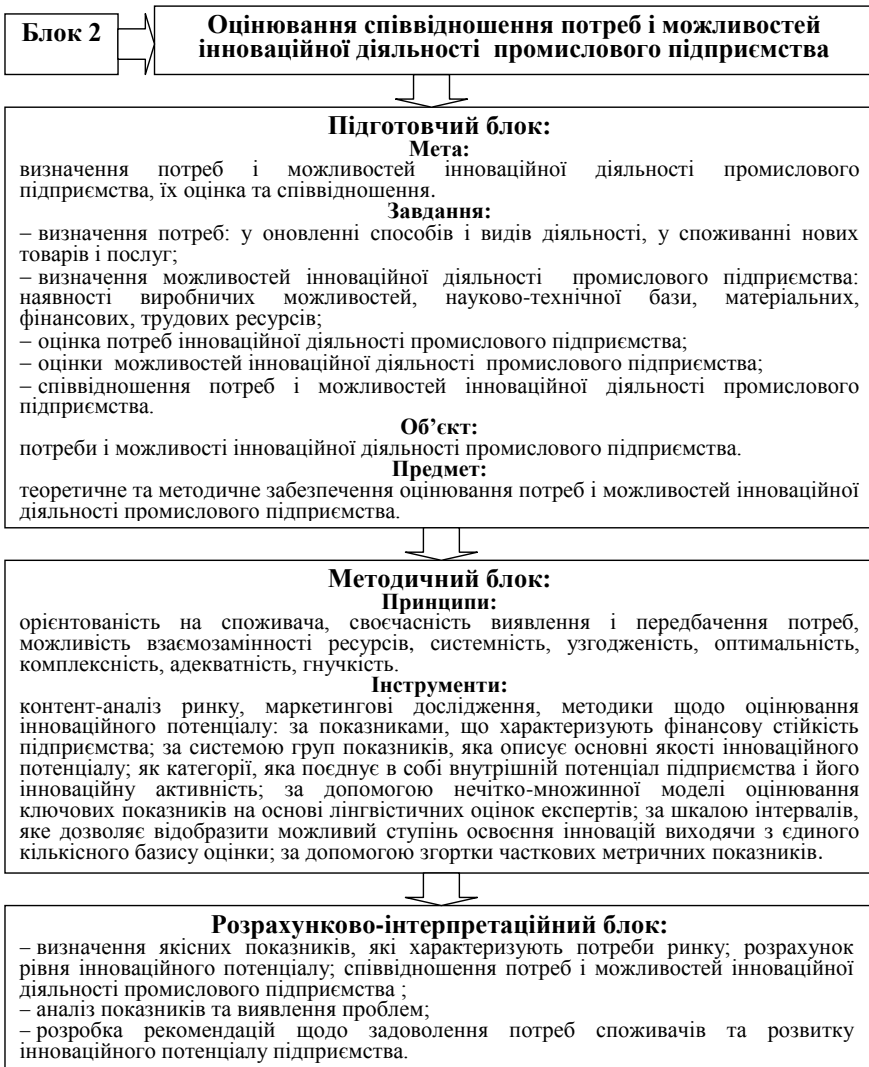 Блок 2
Оцінювання співвідношення потреб і можливостей
інноваційної діяльності промислового підприємства
Підготовчий блок:
Мета:
визначення потреб і можливостей інноваційної діяльності промислового
підприємства, їх оцінка та співвідношення.
Завдання:
– визначення потреб: у оновленні способів і видів діяльності, у споживанні нових
товарів і послуг;
– визначення можливостей інноваційної діяльності промислового підприємства:
наявності виробничих можливостей, науково-технічної бази, матеріальних,
фінансових, трудових ресурсів;
– оцінка потреб інноваційної діяльності промислового підприємства;
– оцінки можливостей інноваційної діяльності промислового підприємства;
– співвідношення потреб і можливостей інноваційної діяльності промислового
підприємства.
Об’єкт:
потреби і можливості інноваційної діяльності промислового підприємства.
Предмет:
теоретичне та методичне забезпечення оцінювання потреб і можливостей інноваційної
діяльності промислового підприємства.
Методичний блок:
Принципи:
орієнтованість на споживача, своєчасність виявлення і передбачення потреб,
можливість взаємозамінності ресурсів, системність, узгодженість, оптимальність,
комплексність, адекватність, гнучкість.
Інструменти:
контент-аналіз ринку, маркетингові дослідження, методики щодо оцінювання
інноваційного потенціалу: за показниками, що характеризують фінансову стійкість
підприємства; за системою груп показників, яка описує основні якості інноваційного
потенціалу; як категорії, яка поєднує в собі внутрішній потенціал підприємства і його
інноваційну активність; за допомогою нечітко-множинної моделі оцінювання
ключових показників на основі лінгвістичних оцінок експертів; за шкалою інтервалів,
яке дозволяє відобразити можливий ступінь освоєння інновацій виходячи з єдиного
кількісного базису оцінки; за допомогою згортки часткових метричних показників.
Розрахунково-інтерпретаційний блок:
– визначення якісних показників, які характеризують потреби ринку; розрахунок
рівня інноваційного потенціалу; співвідношення потреб і можливостей інноваційної
діяльності промислового підприємства ;
– аналіз показників та виявлення проблем;
– розробка рекомендацій щодо задоволення потреб споживачів та розвитку
інноваційного потенціалу підприємства.